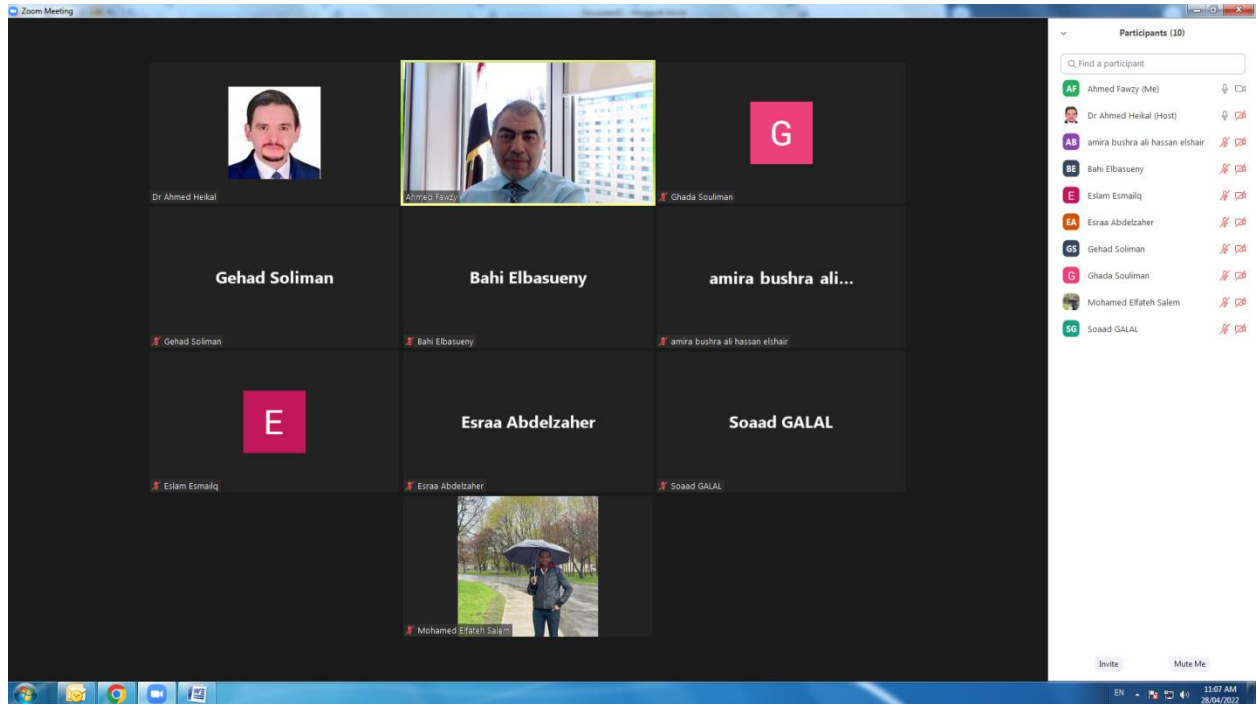 Zoom Meeting
Participants (10)
Find a participant
AF Ahmed Fawzy (Me)
Dr Ahmed Heikal (Host)
AB amira bushra ali hassan elshair
BE Bahi Elbasueny
E Eslam Esmailq
EA Esraa Abdelzaher
GS Gehad Soliman
G Ghada Souliman
Mohamed Elfateh Salem
SG Soaad GALAL
Dr Ahmed Heikal
Ahmed Fawzy
G
Ghada Souliman
Gehad Soliman
Gehad Soliman
Bahi Elbasueny
Bahi Elbasueny
amira bushra ali...
amira bushra ali hassan elshair
E
Eslam Esmailq
Esraa Abdelzaher
Esraa Abdelzaher
Soaad GALAL
Soaad GALAL
Mohamed Elfateh Salem
Invite
Mute Me
EN
11:07 AM
28/04/2022